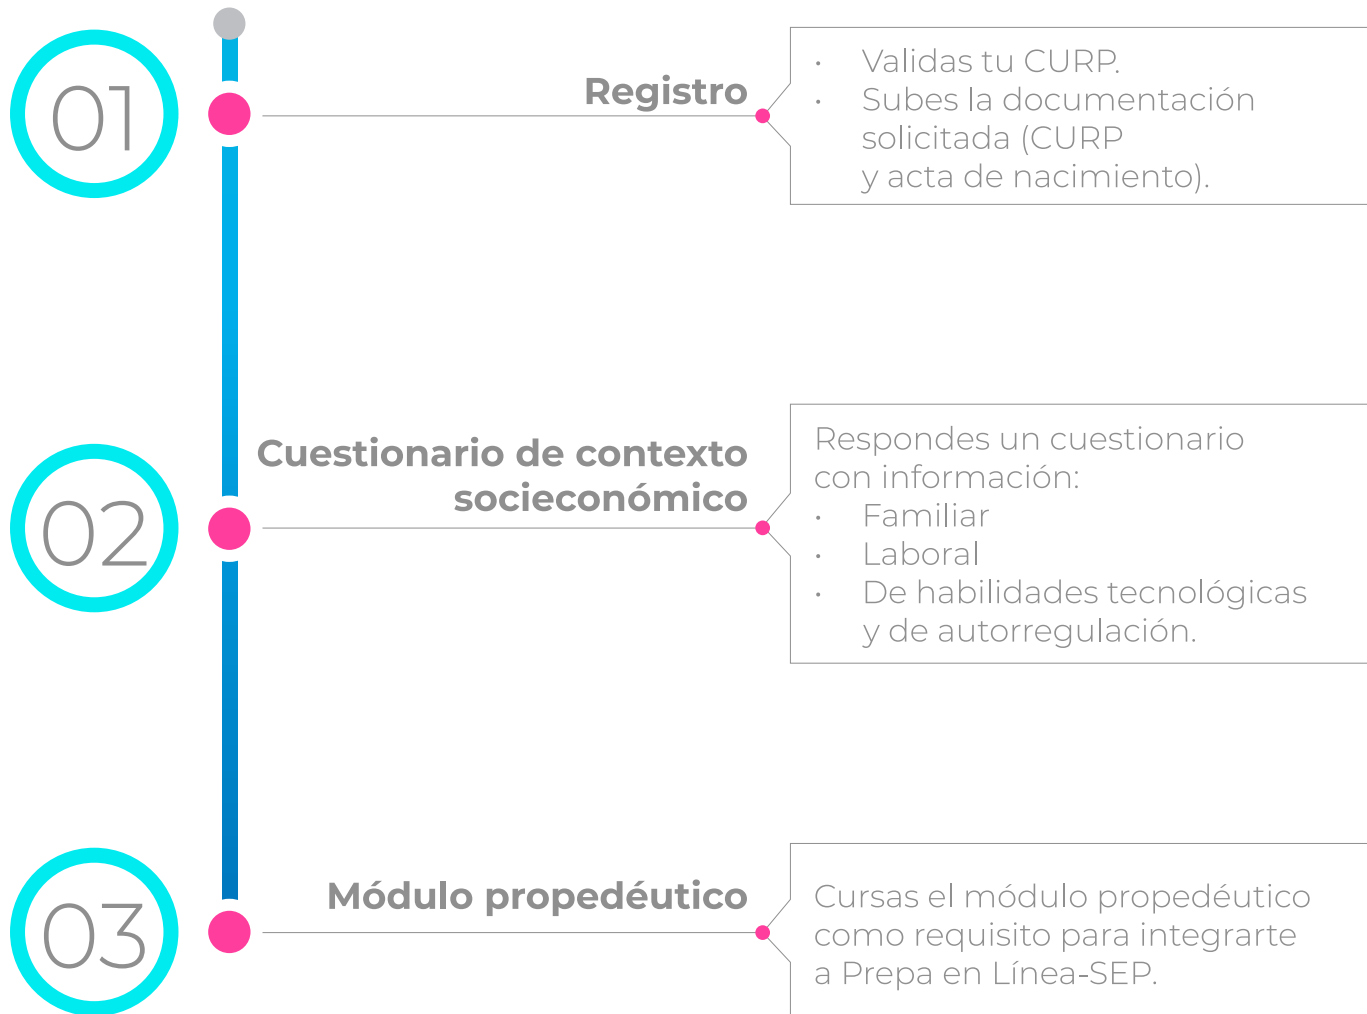 01
Registro
• Validas tu CURP.
• Subes la documentación
solicitada (CURP
y acta de nacimiento).
02
Cuestionario de contexto
socieconómico
Respondes un cuestionario
con información:
• Familiar
• Laboral
• De habilidades tecnológicas
y de autorregulación.
03
Módulo propedéutico
Cursas el módulo propedéutico
como requisito para integrarte
a Prepa en Línea-SEP.